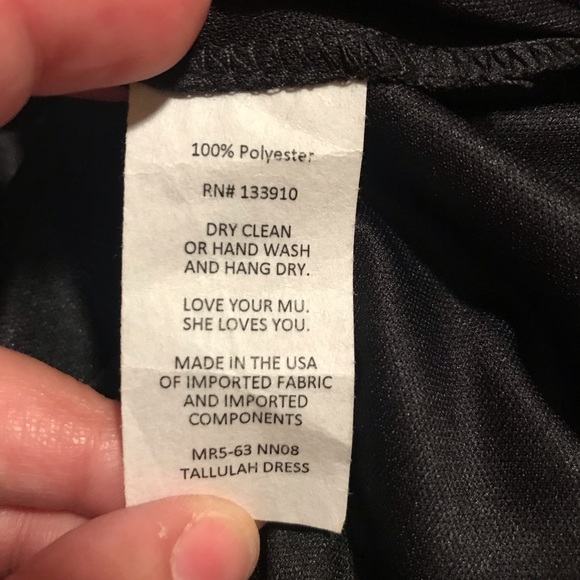 100% Polyester
RN# 133910
DRY CLEAN
OR HAND WASH
AND HANG DRY.
LOVE YOUR MU.
SHE LOVES YOU.
MADE IN THE USA
OF IMPORTED FABRIC
AND IMPORTED
COMPONENTS
MR5-63 NN08
TALLULAH DRESS